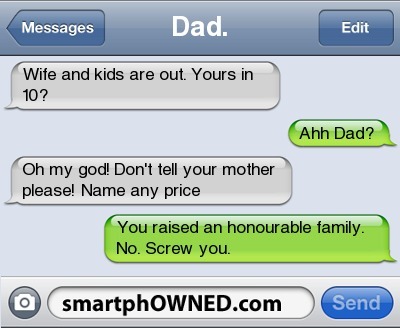 Messages
Dad.
Edit
Wife and kids are out. Yours in
10?
Ahh Dad?
Oh my god! Don't tell your mother
please! Name any price
You raised an honourable family.
No. Screw you.
smartphOWNED.com
Send